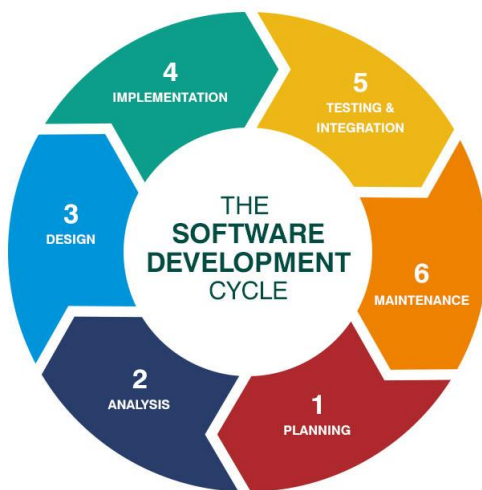 4
IMPLEMENTATION
5
TESTING &
INTEGRATION
3
DESIGN
THE
SOFTWARE
DEVELOPMENT
CYCLE
6
MAINTENANCE
2
ANALYSIS
1
PLANNING